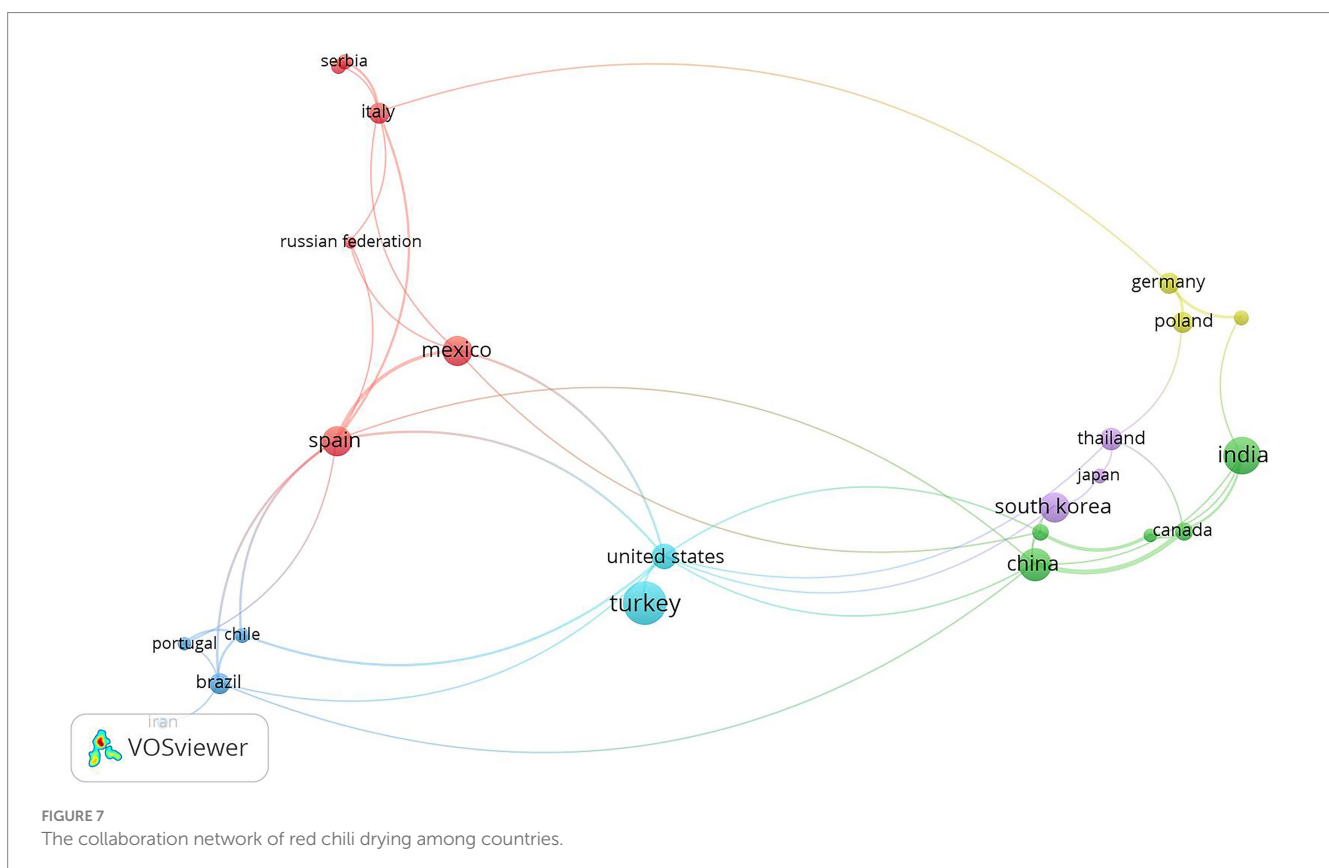 serbia
italy
russian federation
germany
poland
mexico
thailand
spain
india
japan
south korea
canada
united states
china
turkey
chile
portugal
brazil
iran
VOSviewer
FIGURE 7
The collaboration network of red chili drying among countries.